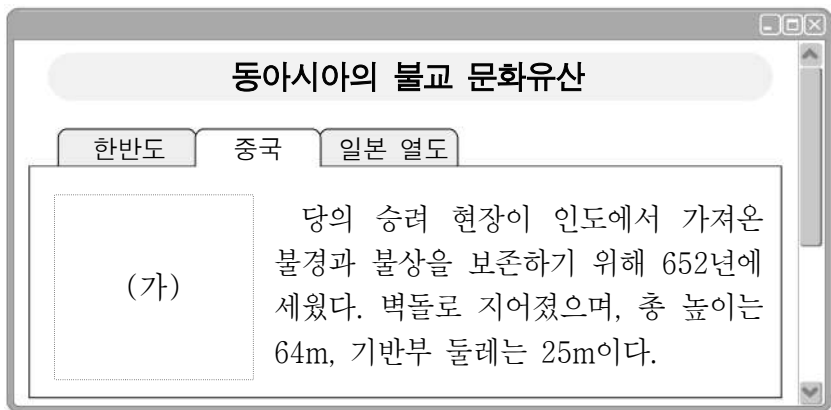 동아시아의 불교 문화유산
한반도 중국 일본 열도
(가)
당의 승려 현장이 인도에서 가져온
불경과 불상을 보존하기 위해 652년에
세웠다. 벽돌로 지어졌으며, 총 높이는
64m, 기반부 둘레는 25m이다.